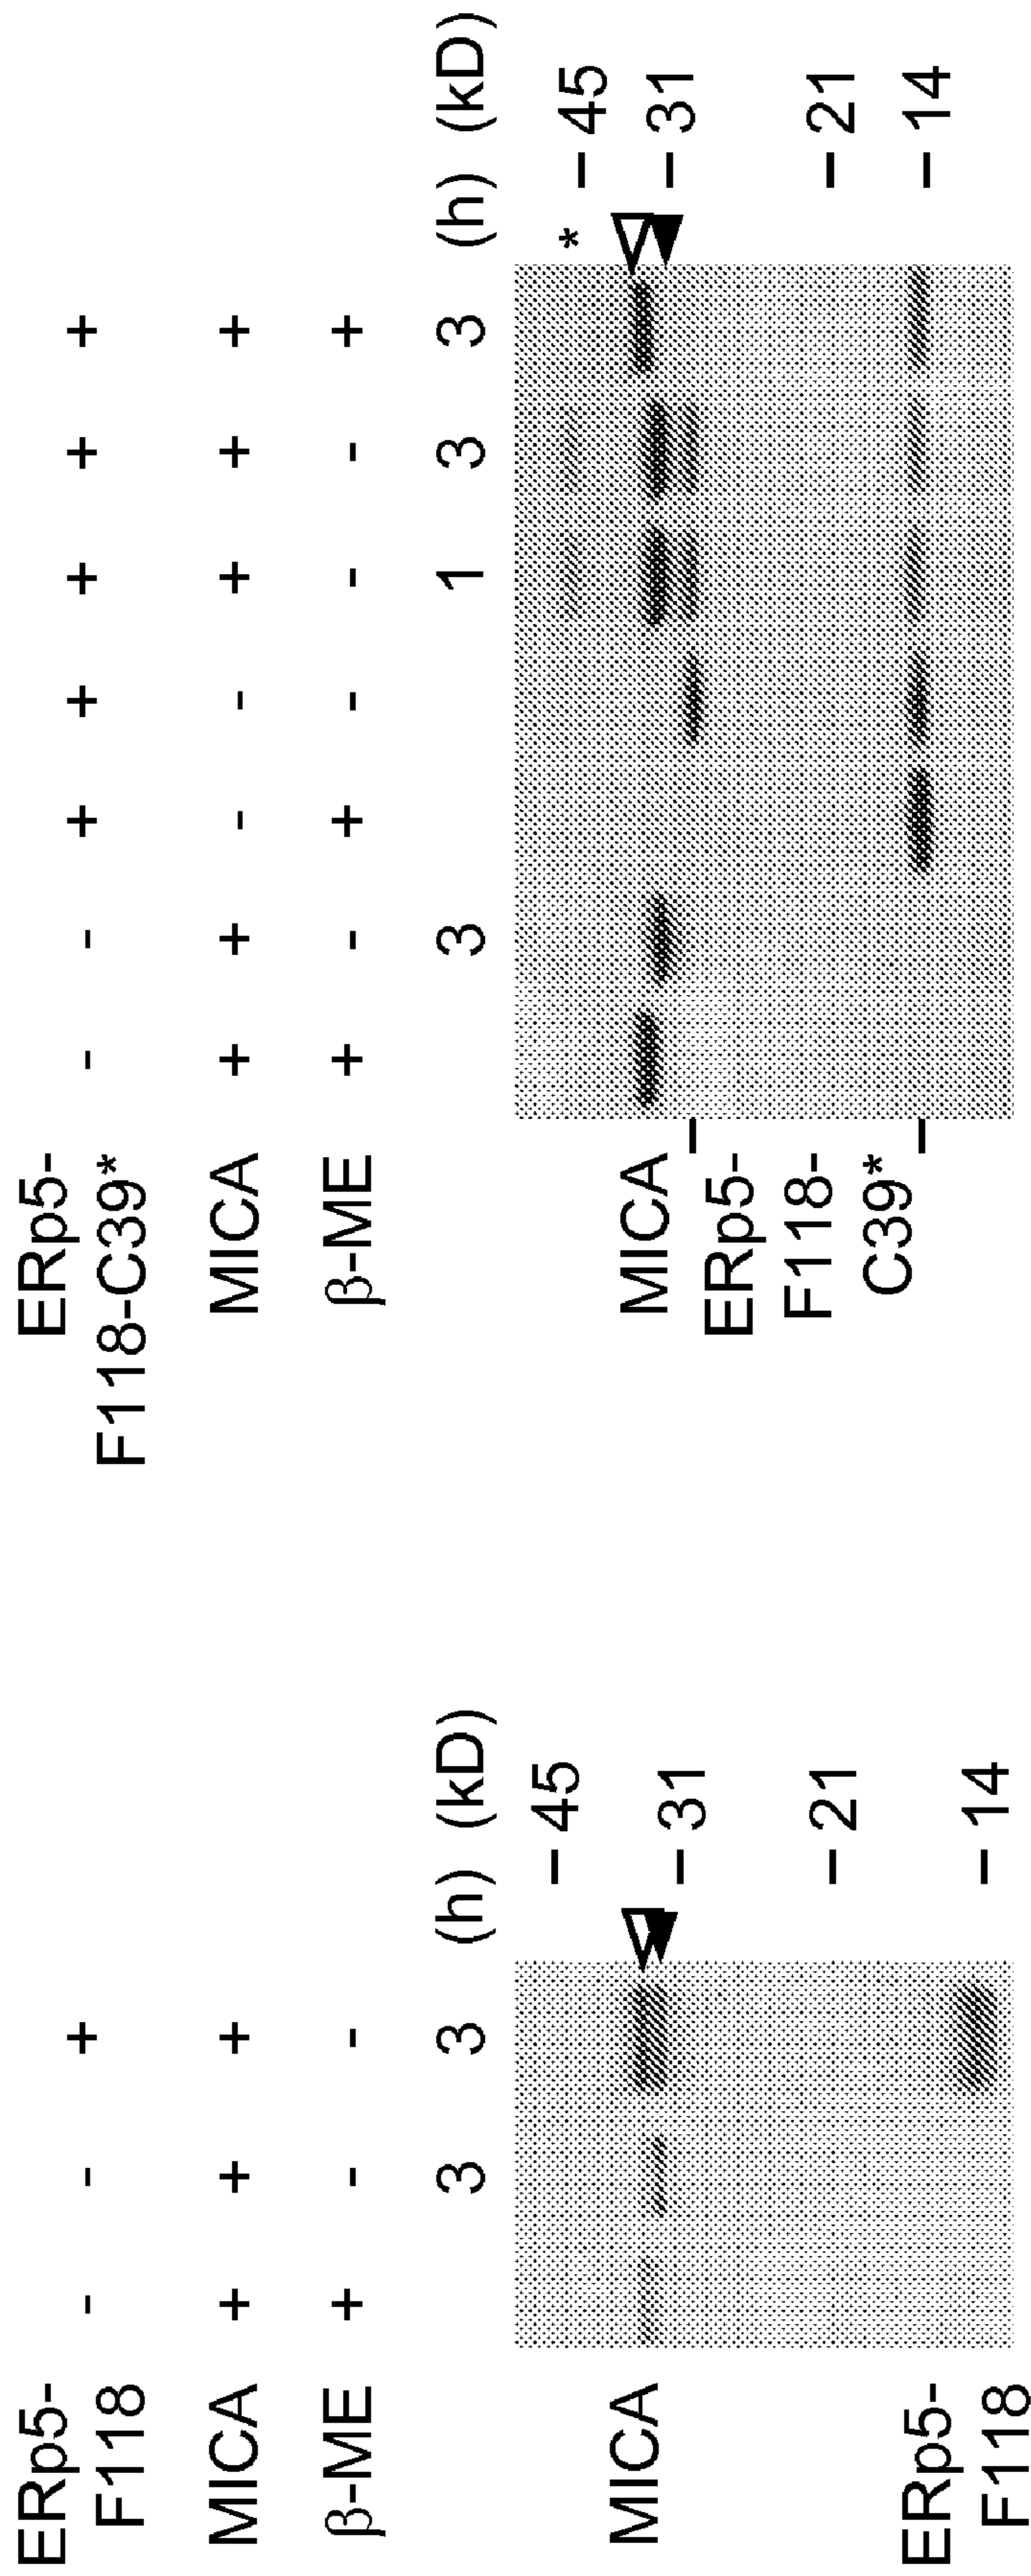 ERp5-
F118 - - +
MICA + + +
β-ME + - -
3 3 (h) (kD)
MICA
ERp5-
F118
– 45
– 31
– 21
– 14
ERp5-
F118-C39* - - + + + + +
MICA + + - - + + +
β-ME + - + - - - +
3 1 3 3 (h) (kD)
MICA
ERp5-
F118-
C39*
*
– 45
– 31
– 21
– 14